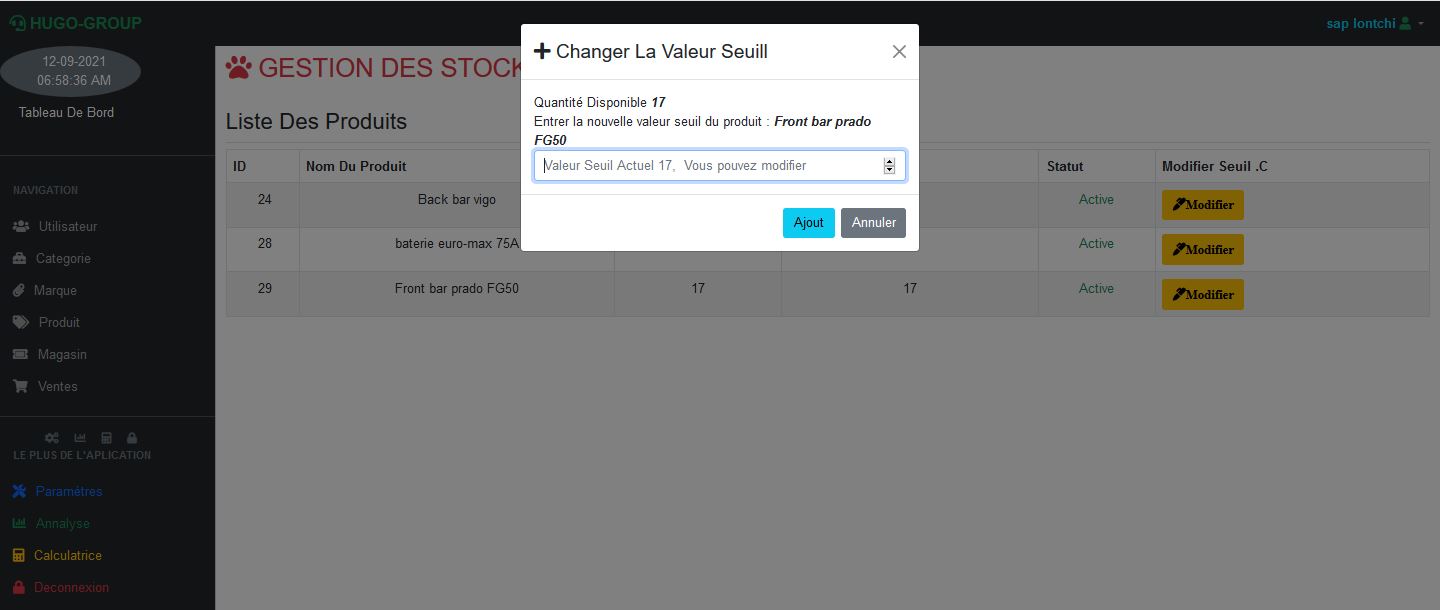 HUGO-GROUP
sap lontchi
12-09-2021
06:58:36 AM
Tableau De Bord
NAVIGATION
Utilisateur
Categorie
Marque
Produit
Magasin
Ventes
LE PLUS DE L'APLICATION
Paramétres
Annalyse
Calculatrice
Deconnexion
GESTION DES STOCK
Liste Des Produits
Changer La Valeur Seuill
Quantité Disponible 17
Entrer la nouvelle valeur seuil du produit : Front bar prado
FG50
Valeur Seuil Actuel 17, Vous pouvez modifier
Ajout Annuler
ID Nom Du Produit Statut Modifier Seuil .C
24 Back bar vigo Active Modifier
28 baterie euro-max 75A Active Modifier
29 Front bar prado FG50 17 17 Active Modifier